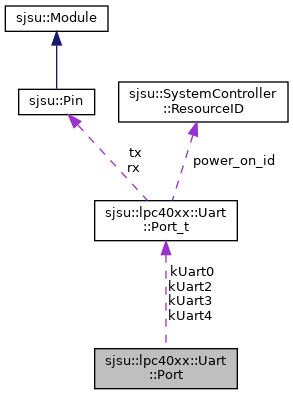 sjsu::Module
sjsu::Pin
sjsu::SystemController
::ResourceID
tx
rx
power_on_id
sjsu::lpc40xx::Uart
::Port_t
kUart0
kUart2
kUart3
kUart4
sjsu::lpc40xx::Uart
::Port